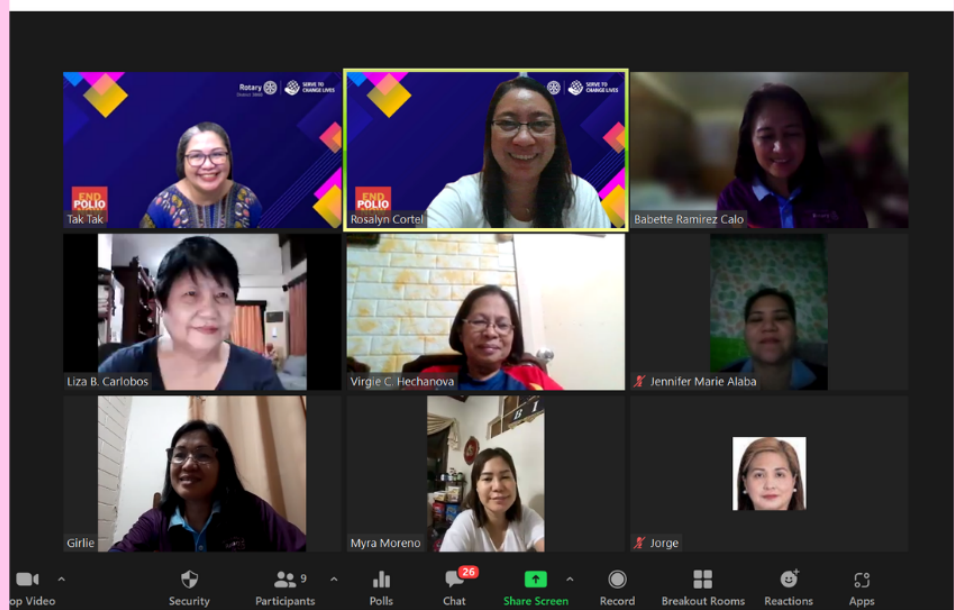 Rotary
SERVE TO
CHANGE LIVES
END
POLIO
Tak Tak
SERVE TO
CHANGE LIVES
END
POLIO
Rosalyn Cortel
Babette Ramirez Calo
Liza B. Carlobos
Virgie C. Hechanova
Jennifer Marie Alaba
Girlie
Myra Moreno
Jorge
9
26
op Video
Security
Participants
Polls
Chat
Share Screen
Record
Breakout Rooms
Reactions
Apps